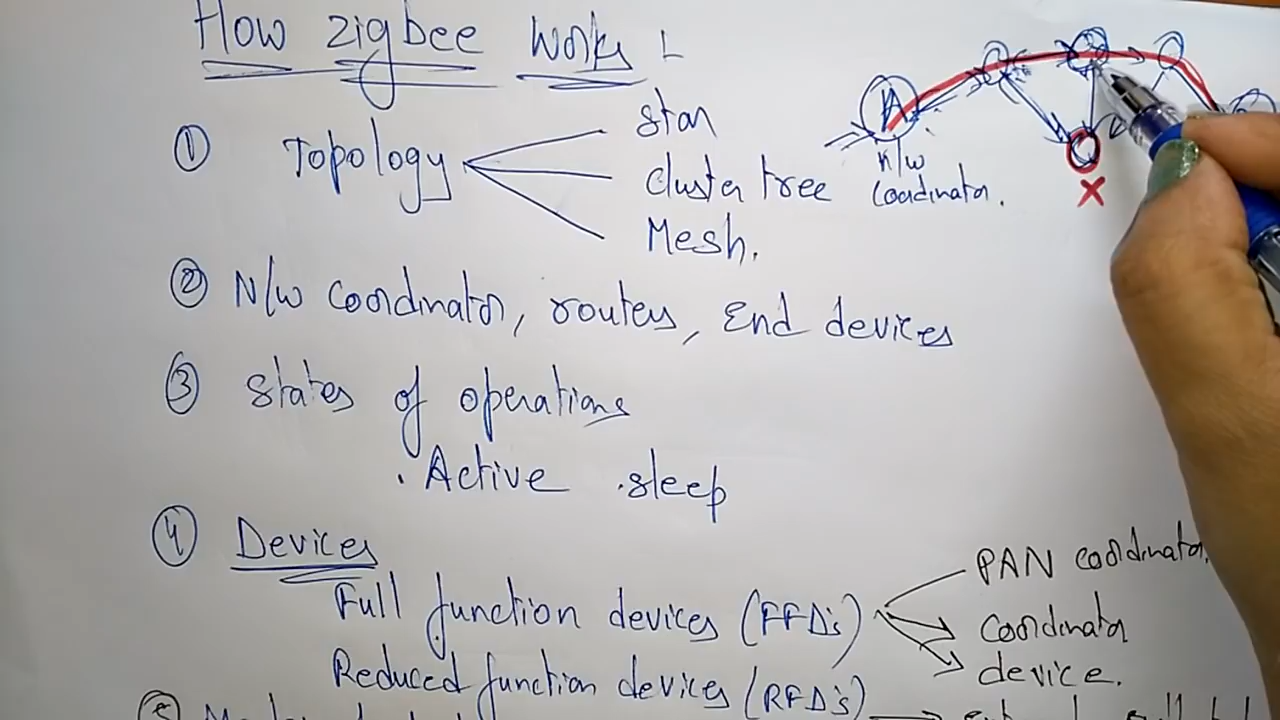 How zigbee works :-
① Topology
star
cluster tree
Mesh.
A
n/w
coordinator.
X
② N/w coordinator, routers, End devices
③ States of operations
. Active . sleep
④ Devices
Full function devices (FFD's)
PAN coordinator.
coordinator
device.
Reduced function devices (RFD's)
⑤